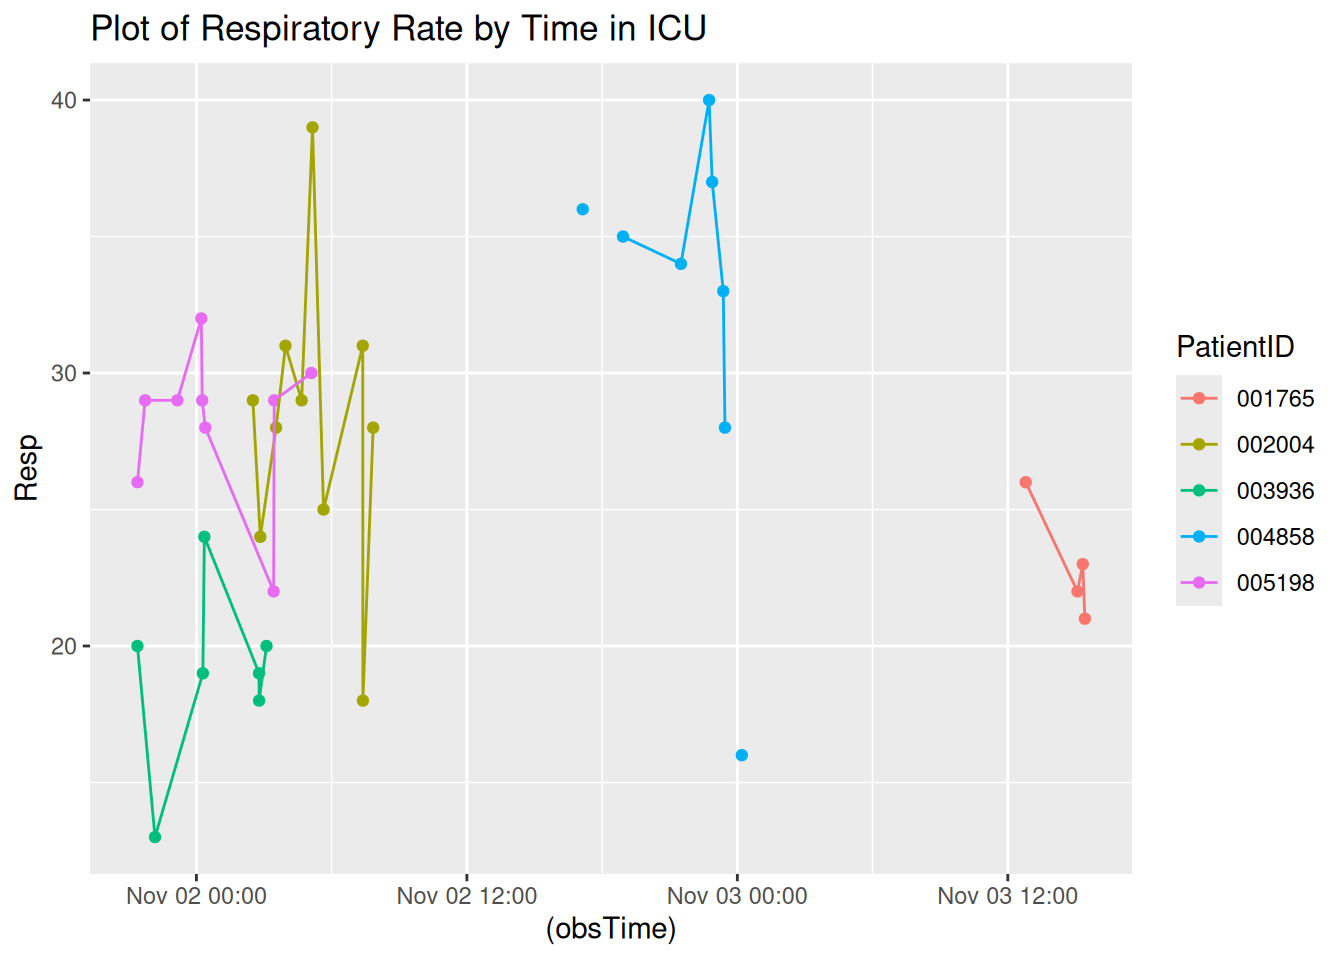 Plot of Respiratory Rate by Time in ICU
40
30
20
Resp
Nov 02 00:00
Nov 02 12:00
Nov 03 00:00
Nov 03 12:00
(obsTime)
PatientID
001765
002004
003936
004858
005198